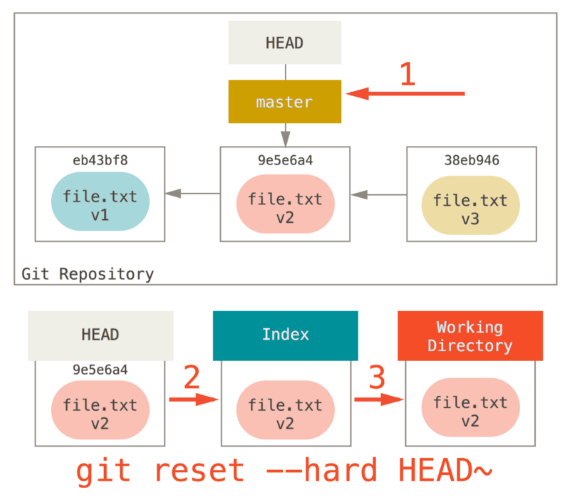 HEAD
master
1
eb43bf8
file.txt
v1
9e5e6a4
file.txt
v2
38eb946
file.txt
v3
Git Repository
HEAD
9e5e6a4
file.txt
v2
2
Index
file.txt
v2
3
Working
Directory
file.txt
v2
git reset --hard HEAD~